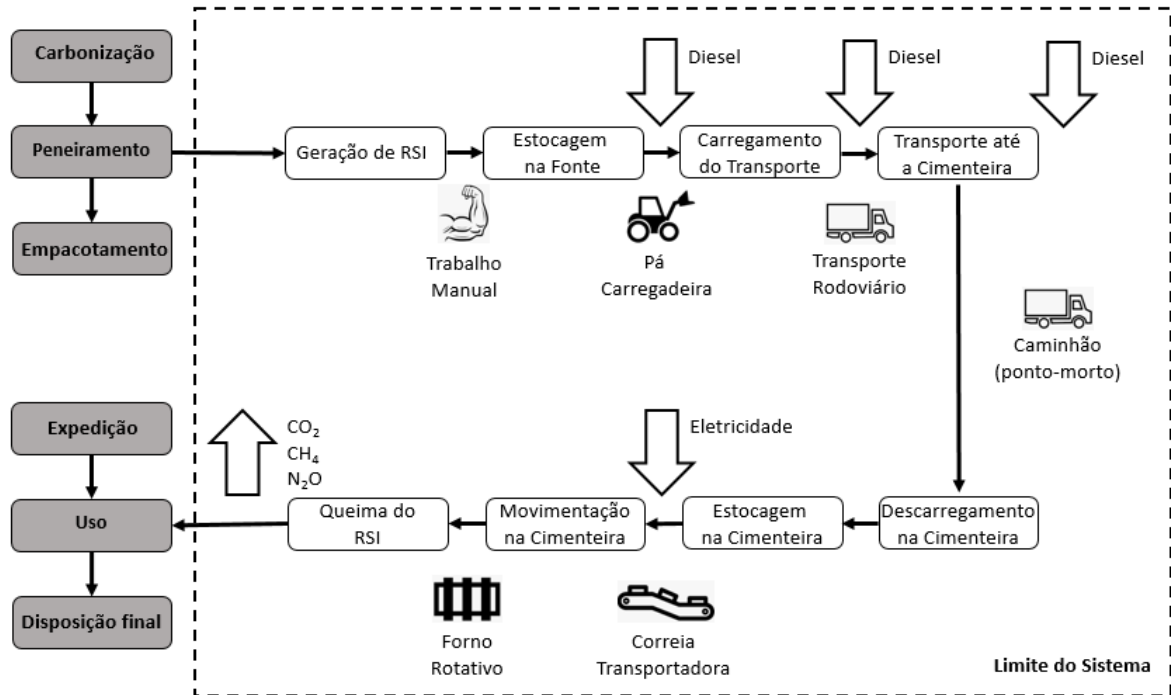 Carbonização
Diesel
Diesel
Diesel
Peneiramento
Geração de RSI
Estocagem
na Fonte
Carregamento
do Transporte
Transporte até
a Cimenteira
Empacotamento
Trabalho
Manual
Pá
Carregadeira
Transporte
Rodoviário
Caminhão
(ponto-morto)
Expedição
CO₂
CH₄
N₂O
Eletricidade
Uso
Queima do
RSI
Movimentação
na Cimenteira
Estocagem
na Cimenteira
Descarregamento
na Cimenteira
Disposição final
Forno
Rotativo
Correia
Transportadora
Limite do Sistema